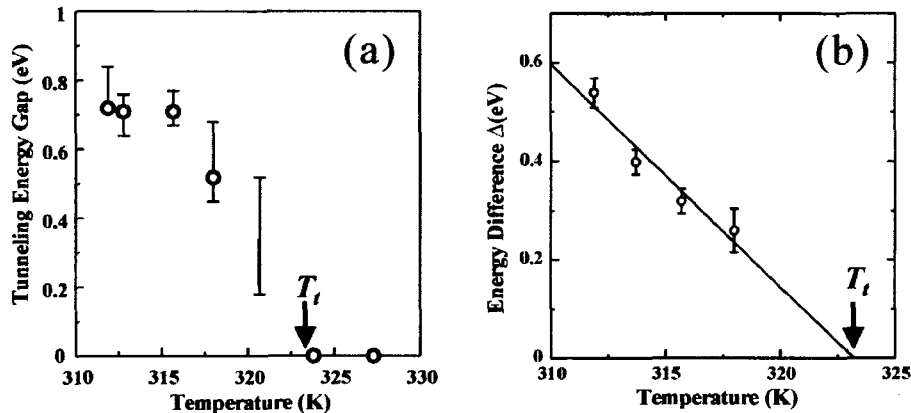 (a)
Tunneling Energy Gap (eV)
1
0.8
0.6
0.4
0.2
0
T_t
310 315 320 325 330
Temperature (K)
(b)
Energy Difference Δ(eV)
0.6
0.4
0.2
0.0
T_t
310 315 320 325
Temperature (K)